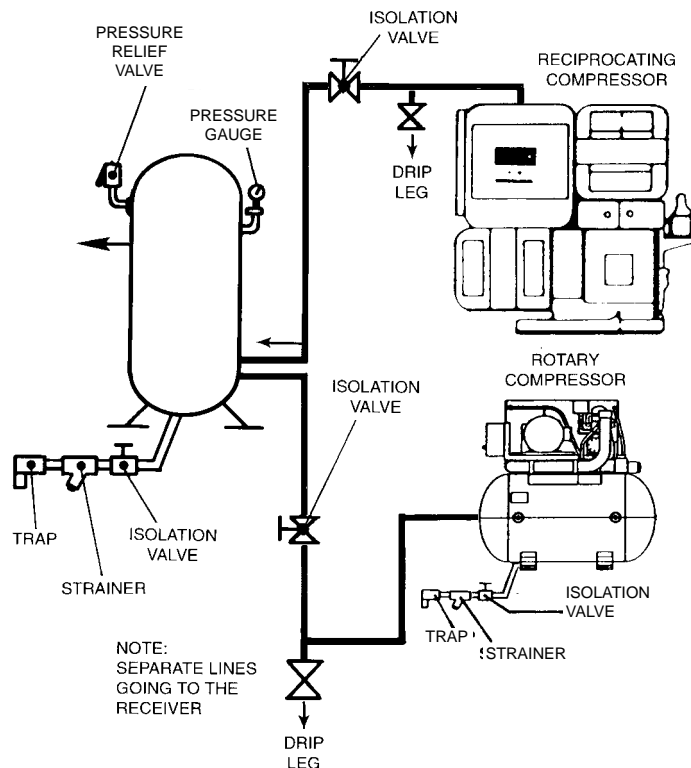 PRESSURE
RELIEF
VALVE
ISOLATION
VALVE
RECIPROCATING
COMPRESSOR
PRESSURE
GAUGE
DRIP
LEG
ROTARY
COMPRESSOR
ISOLATION
VALVE
TRAP
ISOLATION
VALVE
STRAINER
ISOLATION
VALVE
TRAP
STRAINER
NOTE:
SEPARATE LINES
GOING TO THE
RECEIVER
DRIP
LEG